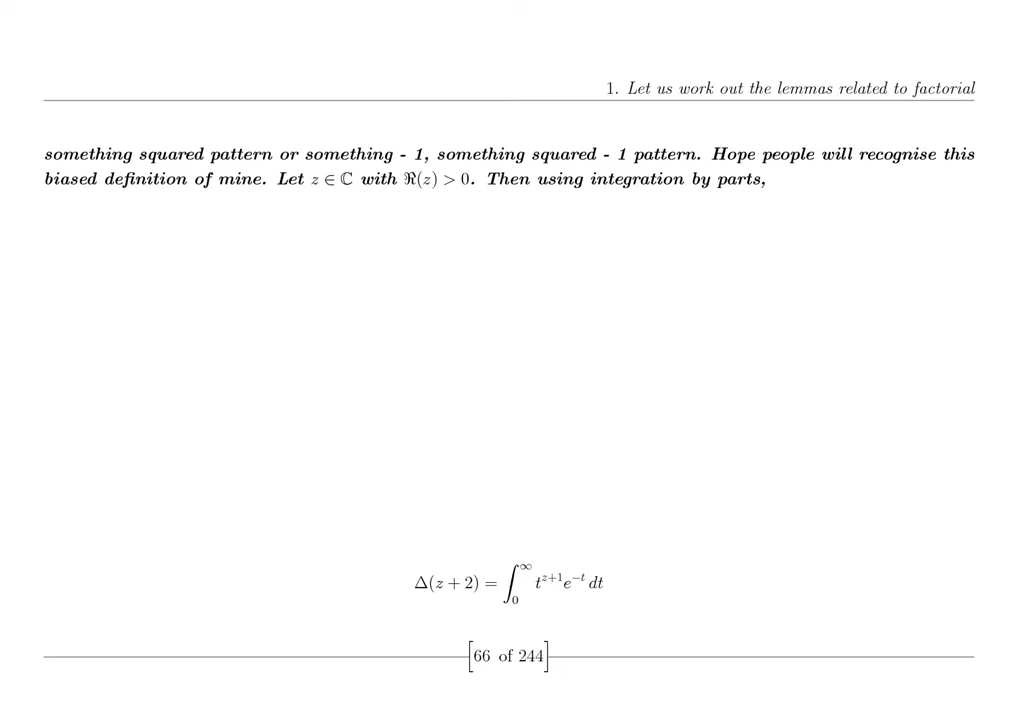 1. Let us work out the lemmas related to factorial
something squared pattern or something - 1, something squared - 1 pattern. Hope people will recognise this
biased definition of mine. Let z ∈ ℂ with ℜ(z) > 0. Then using integration by parts,
Δ(z + 2) = ∫₀^∞ t^{z+1} e^{−t} dt
[66 of 244]